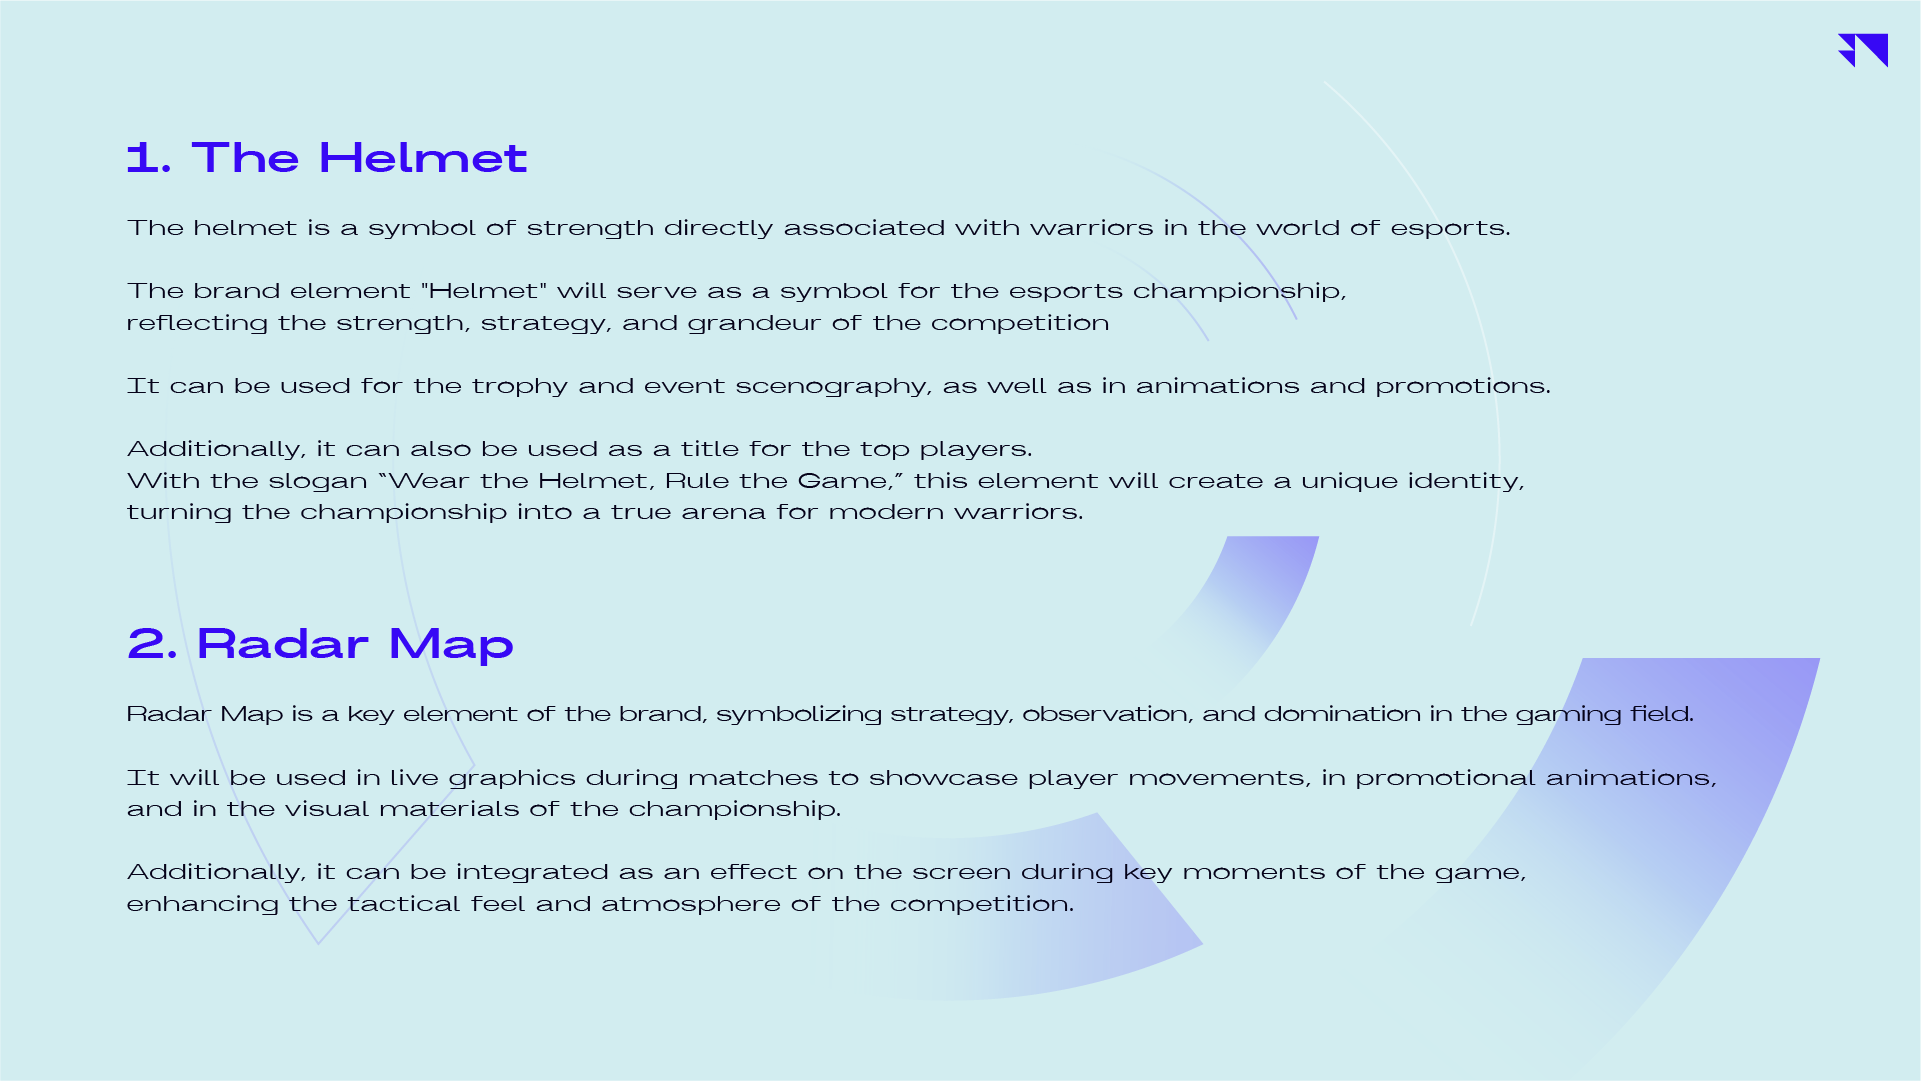 1. The Helmet
The helmet is a symbol of strength directly associated with warriors in the world of esports.
The brand element "Helmet" will serve as a symbol for the esports championship,
reflecting the strength, strategy, and grandeur of the competition
It can be used for the trophy and event scenography, as well as in animations and promotions.
Additionally, it can also be used as a title for the top players.
With the slogan “Wear the Helmet, Rule the Game,” this element will create a unique identity,
turning the championship into a true arena for modern warriors.
2. Radar Map
Radar Map is a key element of the brand, symbolizing strategy, observation, and domination in the gaming field.
It will be used in live graphics during matches to showcase player movements, in promotional animations,
and in the visual materials of the championship.
Additionally, it can be integrated as an effect on the screen during key moments of the game,
enhancing the tactical feel and atmosphere of the competition.